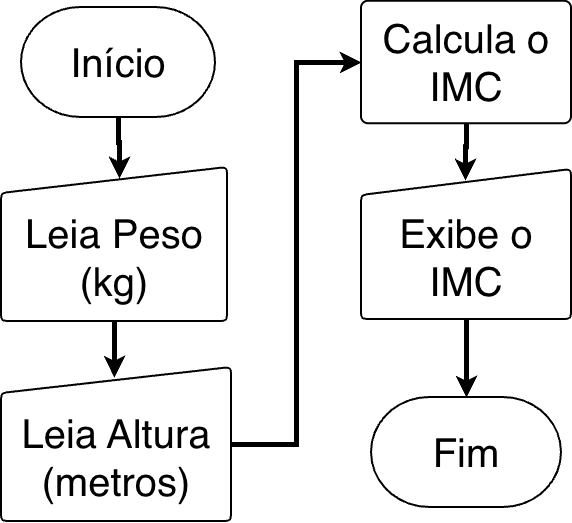 Início
Leia Peso
(kg)
Leia Altura
(metros)
Calcula o
IMC
Exibe o
IMC
Fim